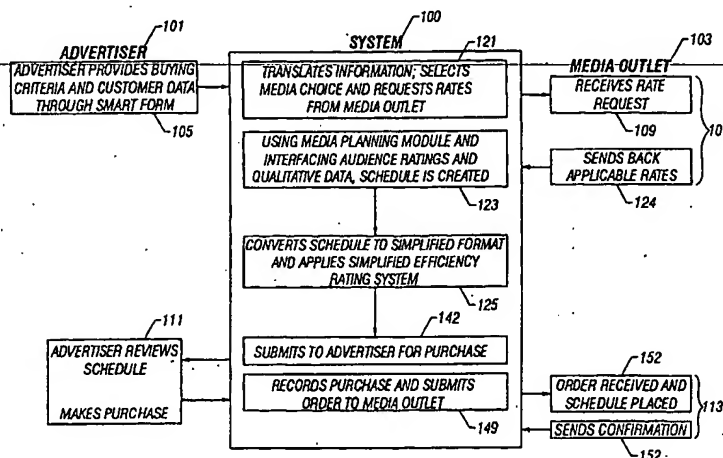 101
ADVERTISER
ADVERTISER PROVIDES BUYING
CRITERIA AND CUSTOMER DATA
THROUGH SMART FORM
105
100
SYSTEM
121
TRANSLATES INFORMATION; SELECTS
MEDIA CHOICE AND REQUESTS RATES
FROM MEDIA OUTLET
USING MEDIA PLANNING MODULE AND
INTERFACING AUDIENCE RATINGS AND
QUALITATIVE DATA, SCHEDULE IS CREATED
123
CONVERTS SCHEDULE TO SIMPLIFIED FORMAT
AND APPLIES SIMPLIFIED EFFICIENCY
RATING SYSTEM
125
142
SUBMITS TO ADVERTISER FOR PURCHASE
RECORDS PURCHASE AND SUBMITS
ORDER TO MEDIA OUTLET
149
103
MEDIA OUTLET
RECEIVES RATE
REQUEST
109
10
SENDS BACK
APPLICABLE RATES
124
111
ADVERTISER REVIEWS
SCHEDULE
MAKES PURCHASE
152
ORDER RECEIVED AND
SCHEDULE PLACED
113
SENDS CONFIRMATION
152